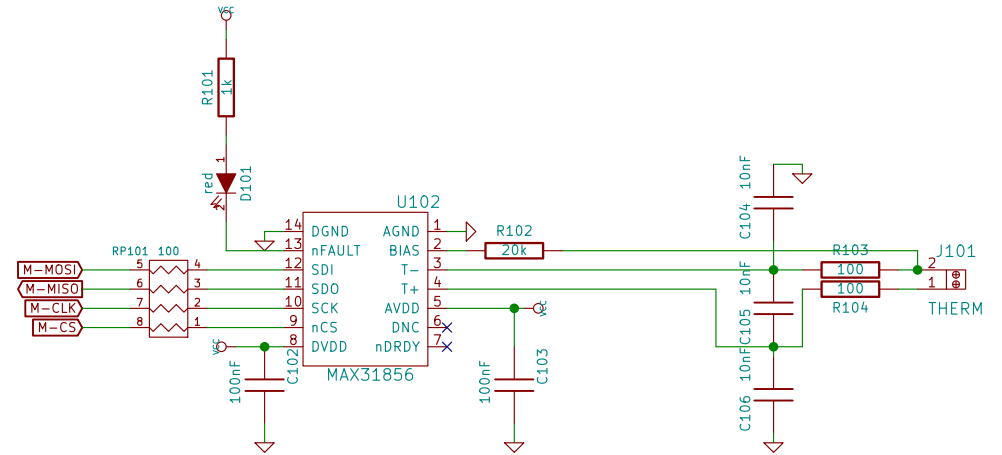 VCC
R101
1k
1
red
D101
2
U102
MAX31856
14 DGND
13 nFAULT
12 SDI
11 SDO
10 SCK
9 nCS
8 DVDD
AGND 1
BIAS 2
T- 3
T+ 4
AVDD 5
DNC 6
nDRDY 7
RP101 100
M-MOSI 5 4
M-MISO 6 3
M-CLK 7 2
M-CS 8 1
VCC
C102
100nF
VCC
C103
100nF
R102
20k
10nF
C104
10nF
C105
10nF
C106
R103
100
100
R104
J101
2
1
THERM